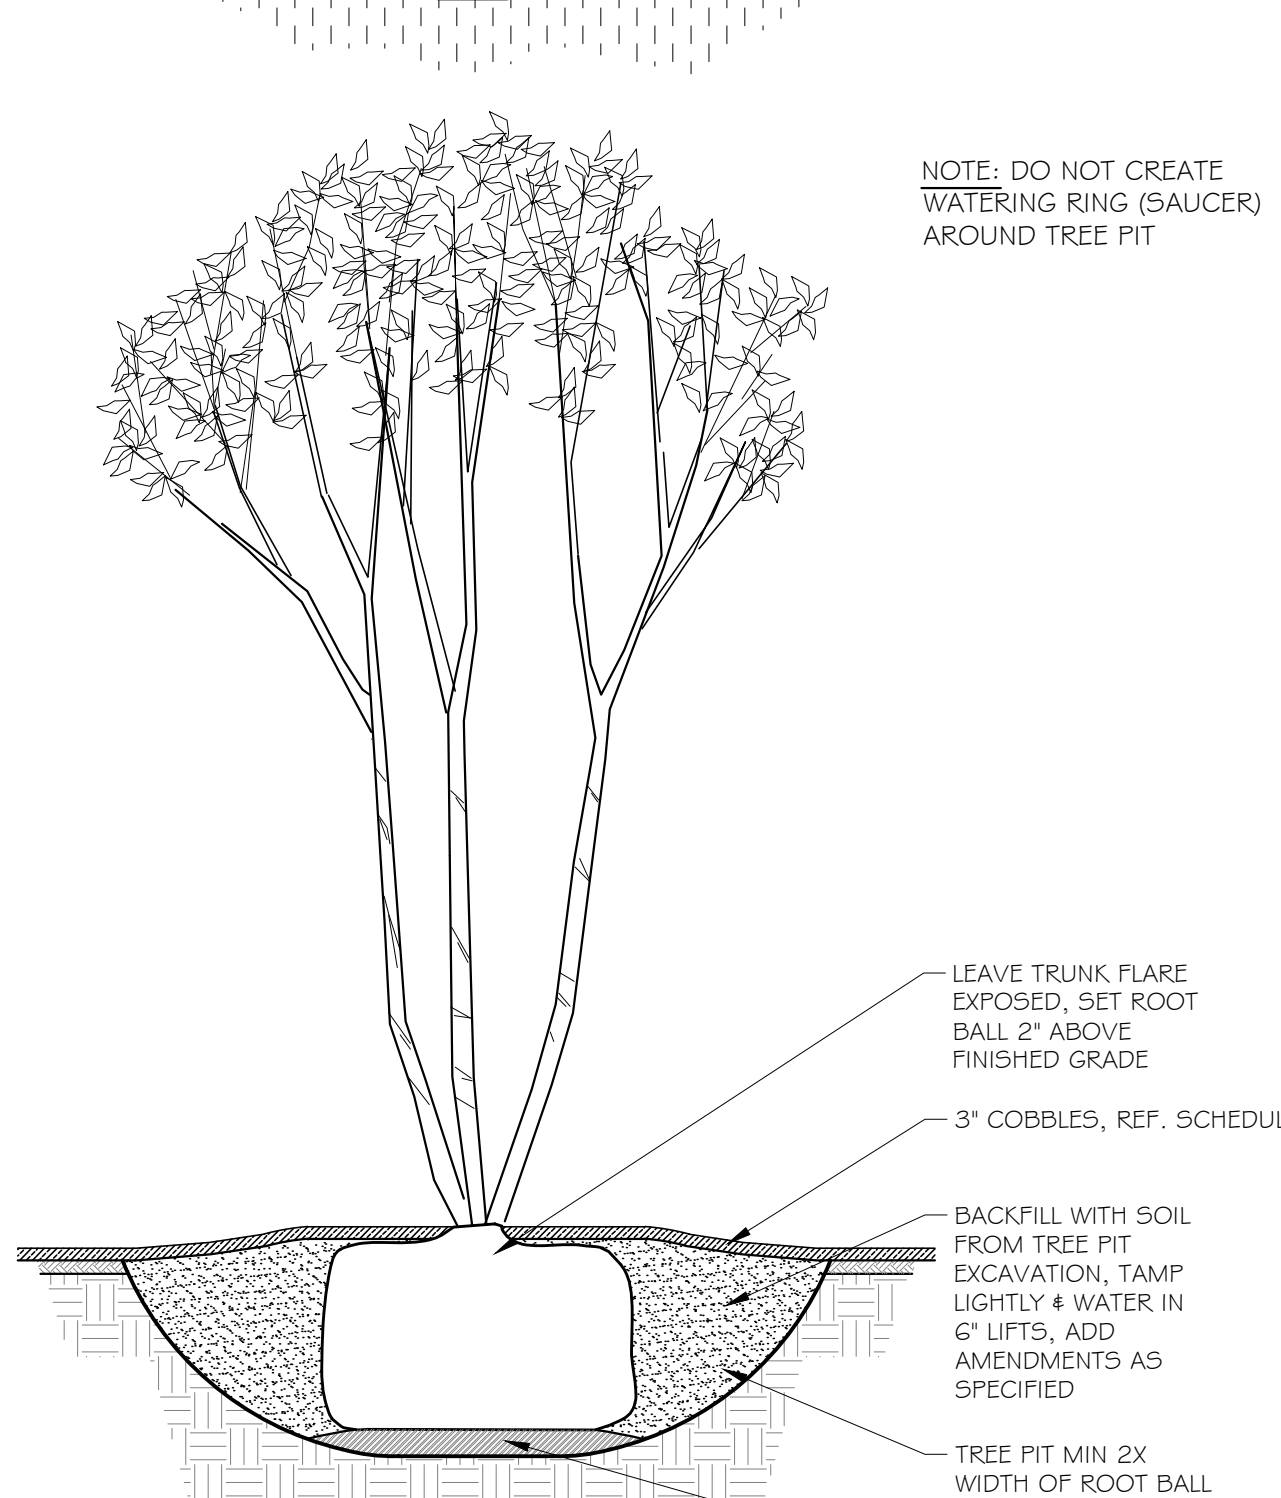 NOTE: DO NOT CREATE
WATERING RING (SAUCER)
AROUND TREE PIT
LEAVE TRUNK FLARE
EXPOSED, SET ROOT
BALL 2" ABOVE
FINISHED GRADE
3" COBBLES, REF. SCHEDUL
BACKFILL WITH SOIL
FROM TREE PIT
EXCAVATION, TAMP
LIGHTLY & WATER IN
6" LIFTS, ADD
AMENDMENTS AS
SPECIFIED
TREE PIT MIN 2X
WIDTH OF ROOT BALL